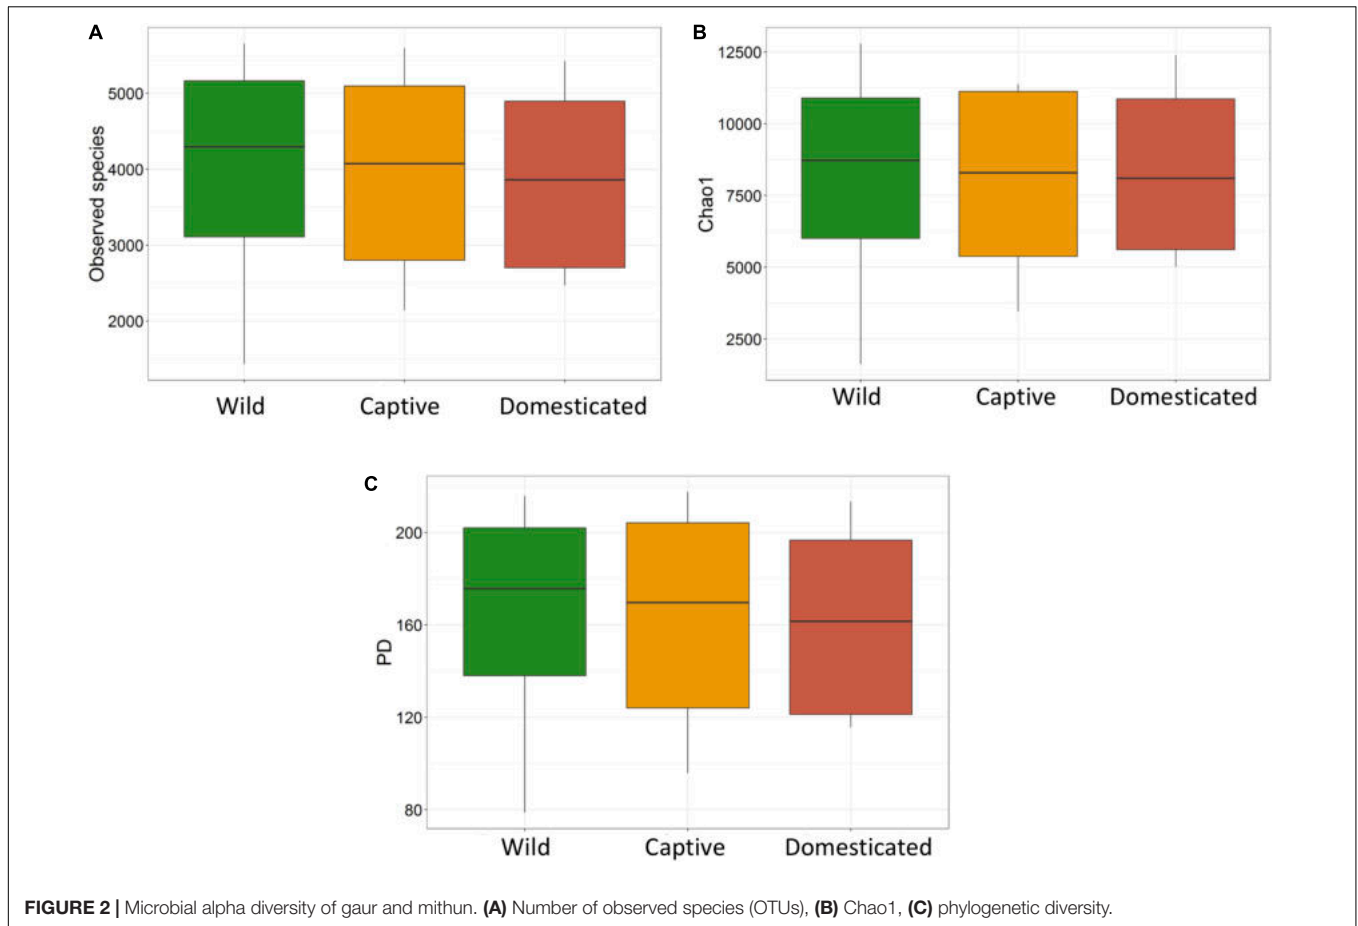 A
Observed species
5000
4000
3000
2000
Wild Captive Domesticated
B
Chao1
12500
10000
7500
5000
2500
Wild Captive Domesticated
C
PD
200
160
120
80
Wild Captive Domesticated
FIGURE 2 | Microbial alpha diversity of gaur and mithun. (A) Number of observed species (OTUs), (B) Chao1, (C) phylogenetic diversity.